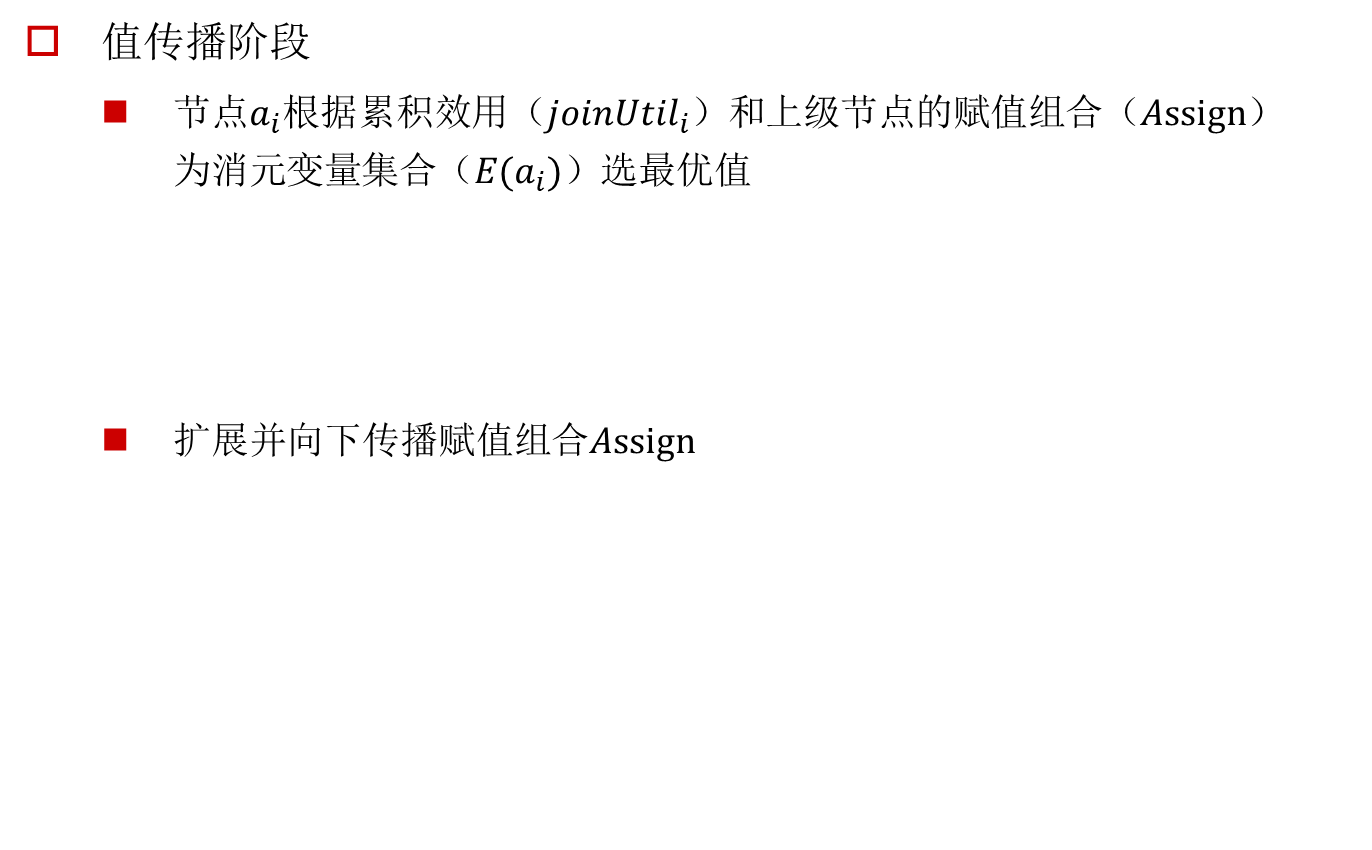 值传播阶段
节点aᵢ根据累积效用（joinUtilᵢ）和上级节点的赋值组合（Assign）
为消元变量集合（E(aᵢ)）选最优值
扩展并向下传播赋值组合Assign